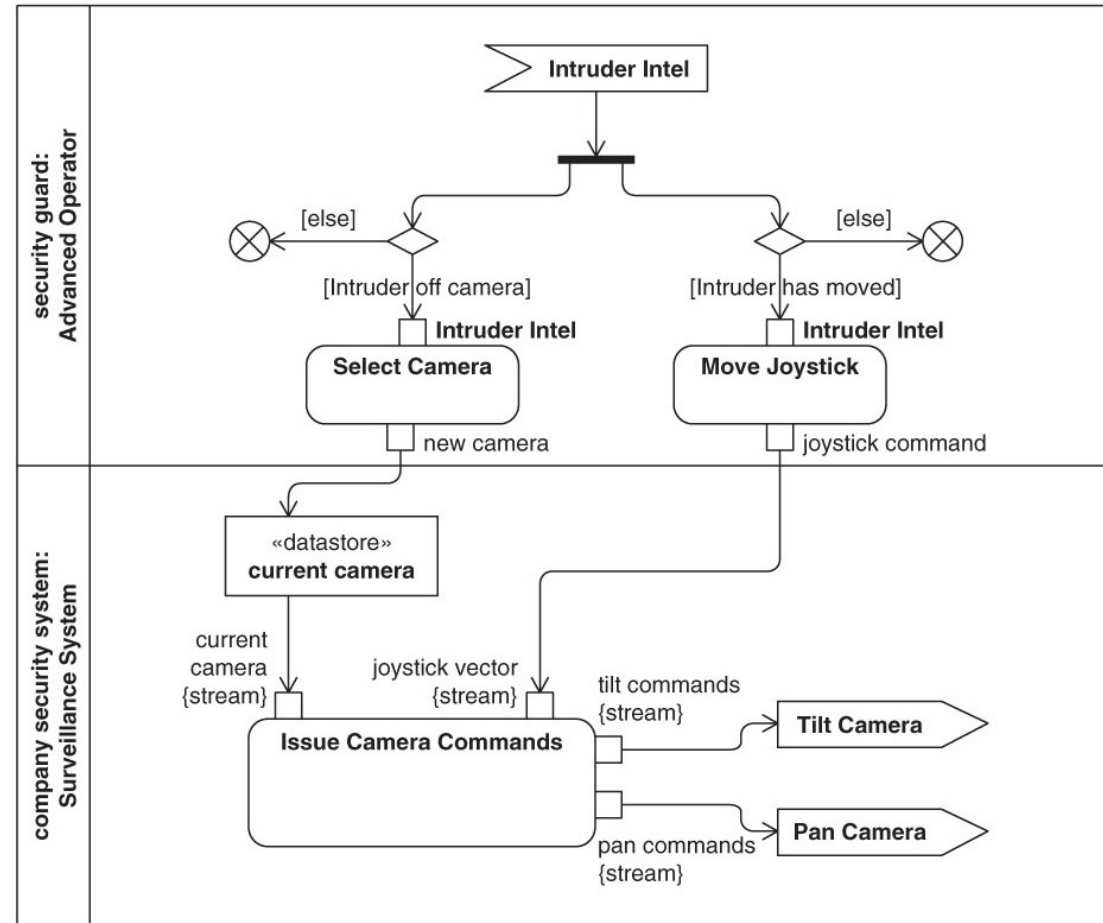 security guard:
Advanced Operator
Intruder Intel
[else]
[else]
[Intruder off camera]
[Intruder has moved]
Intruder Intel
Intruder Intel
Select Camera
Move Joystick
new camera
joystick command
company security system:
Surveillance System
«datastore»
current camera
current
camera
{stream}
joystick vector
{stream}
tilt commands
{stream}
Tilt Camera
Issue Camera Commands
Pan Camera
pan commands
{stream}